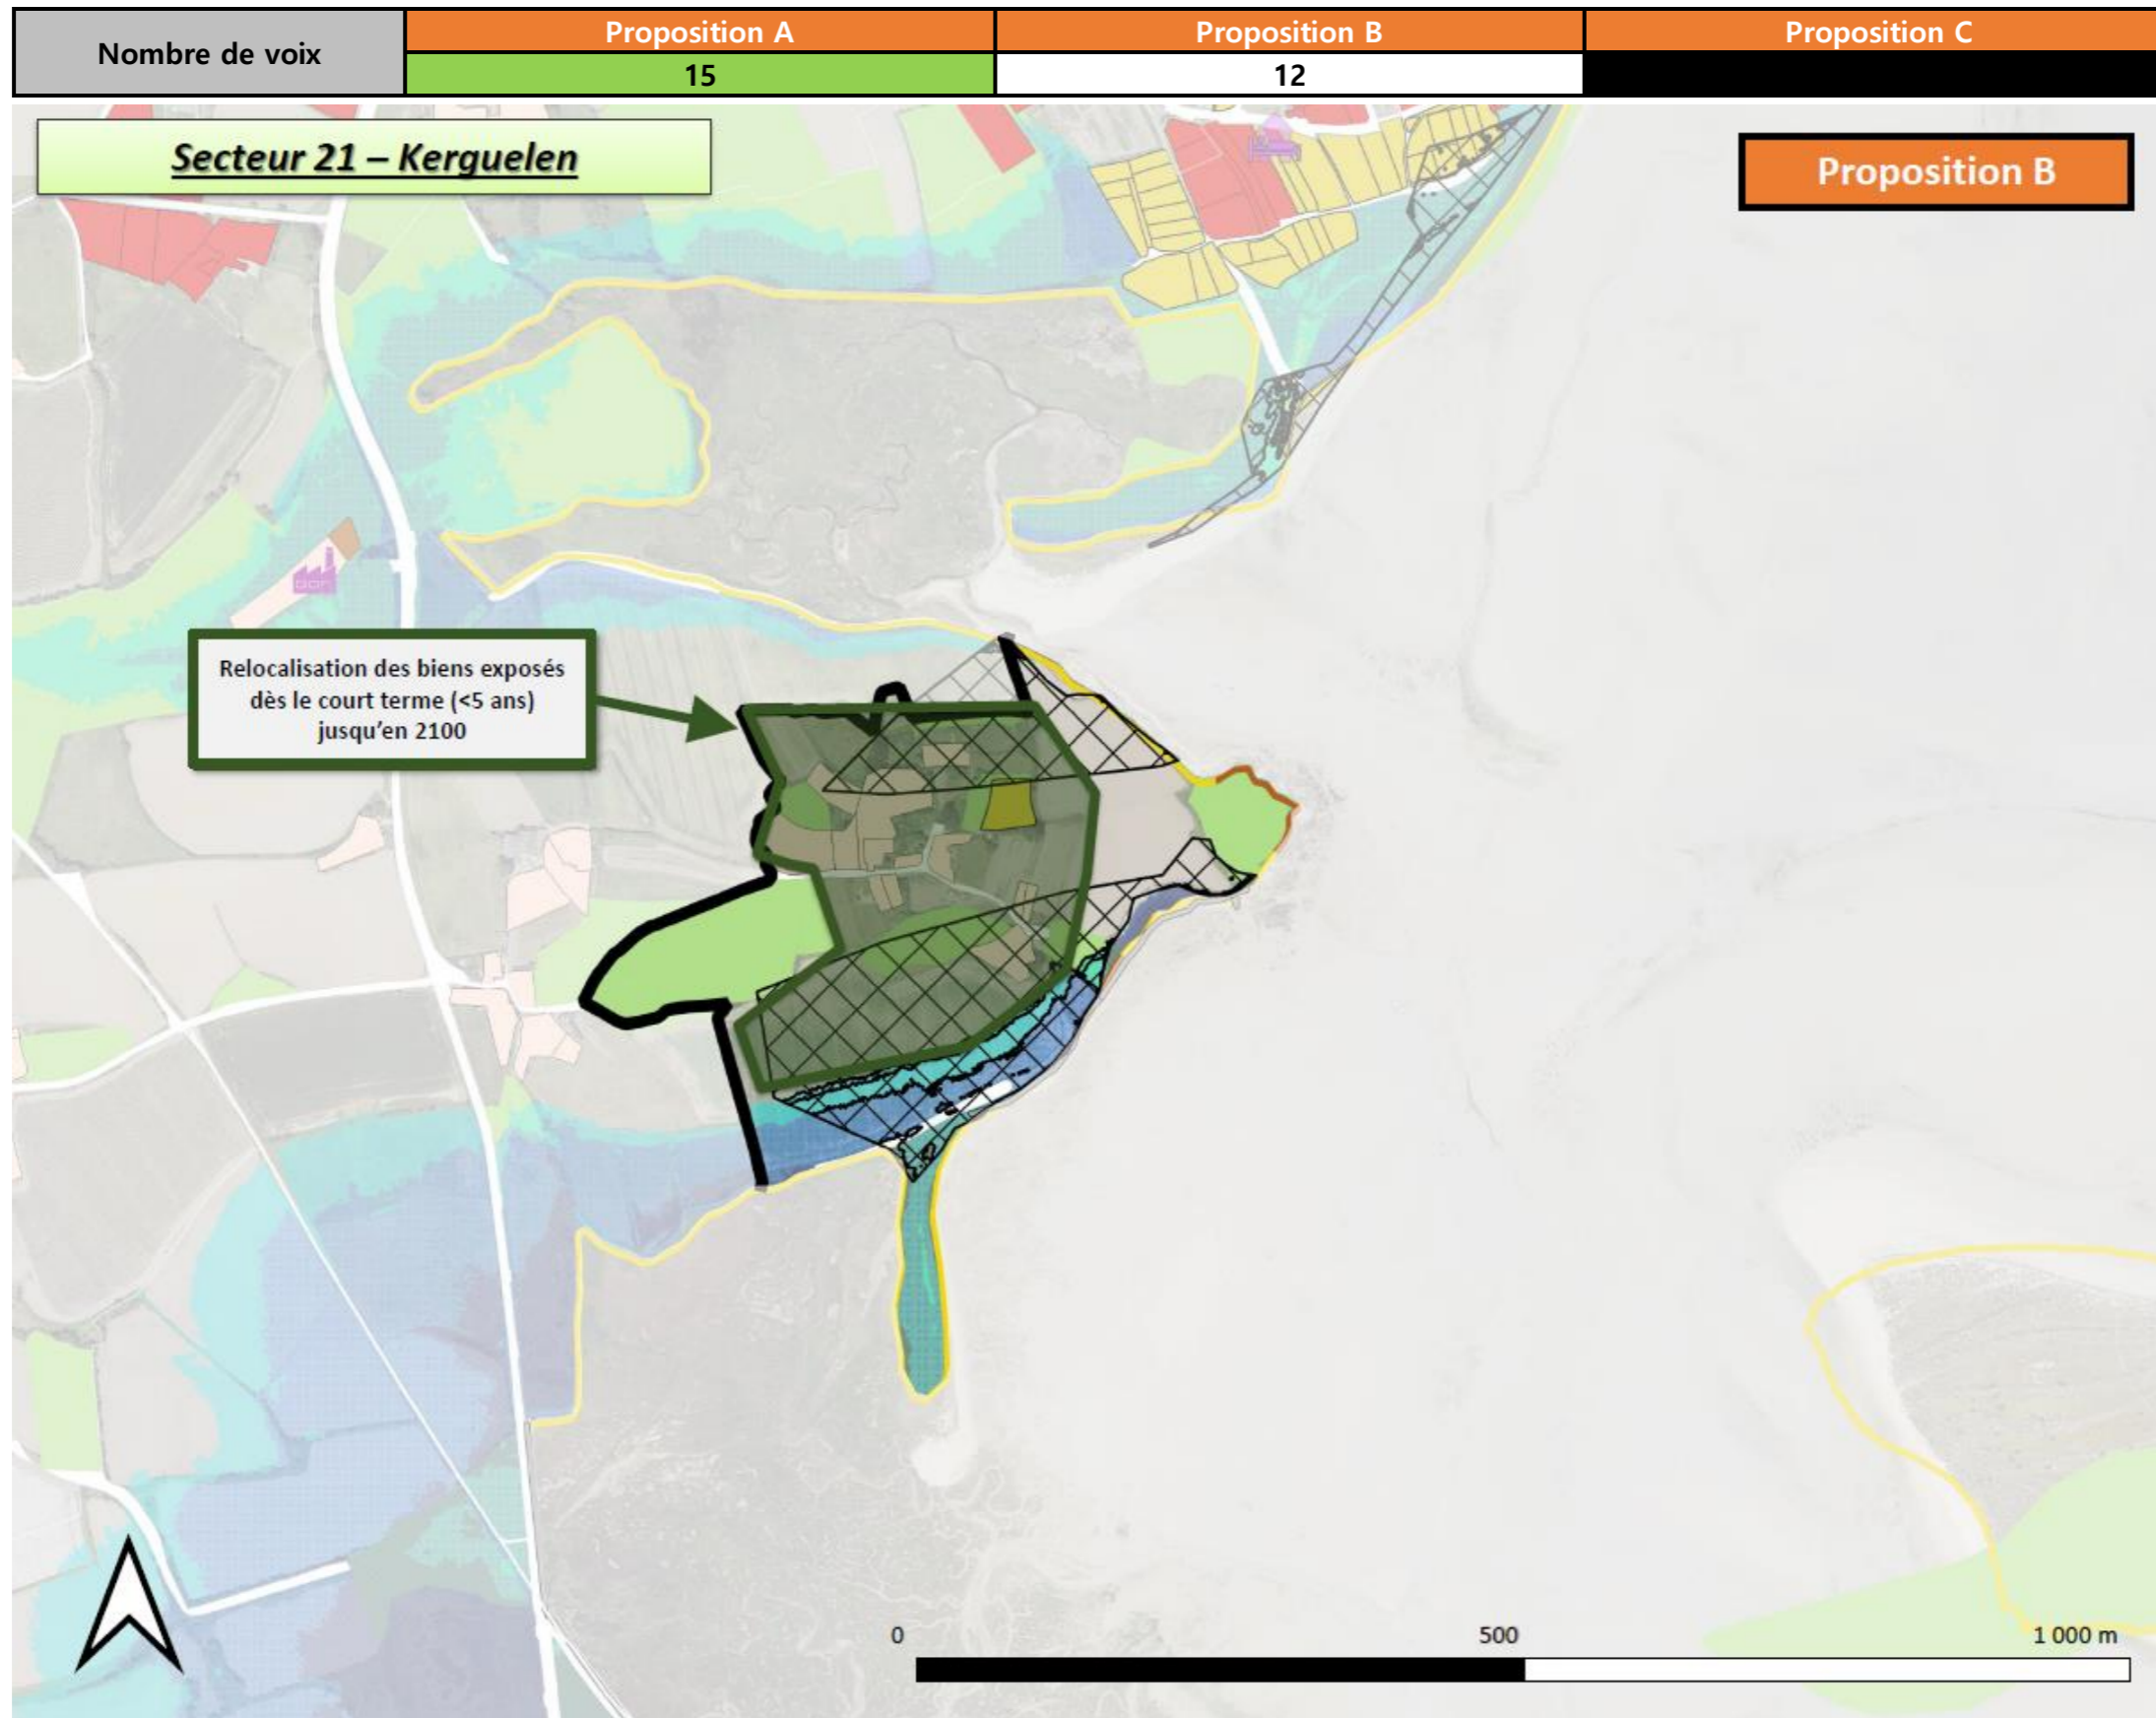 Nombre de voix
Proposition A
Proposition B
Proposition C
15
12
Secteur 21 – Kerguelen
Proposition B
Relocalisation des biens exposés
dès le court terme (<5 ans)
jusqu'en 2100
0
500
1 000 m